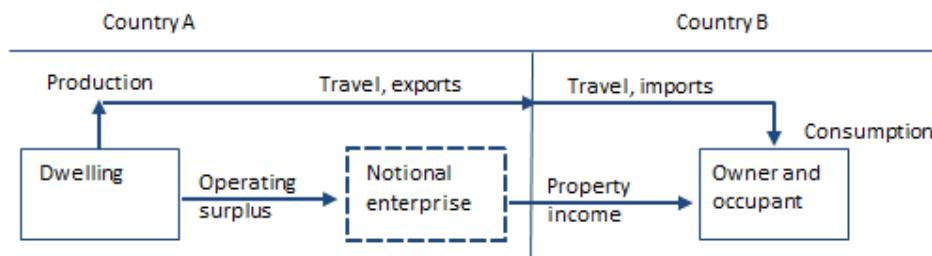 Country A
Country B
Production
Travel, exports
Travel, imports
Consumption
Dwelling
Operating
surplus
Notional
enterprise
Property
income
Owner and
occupant